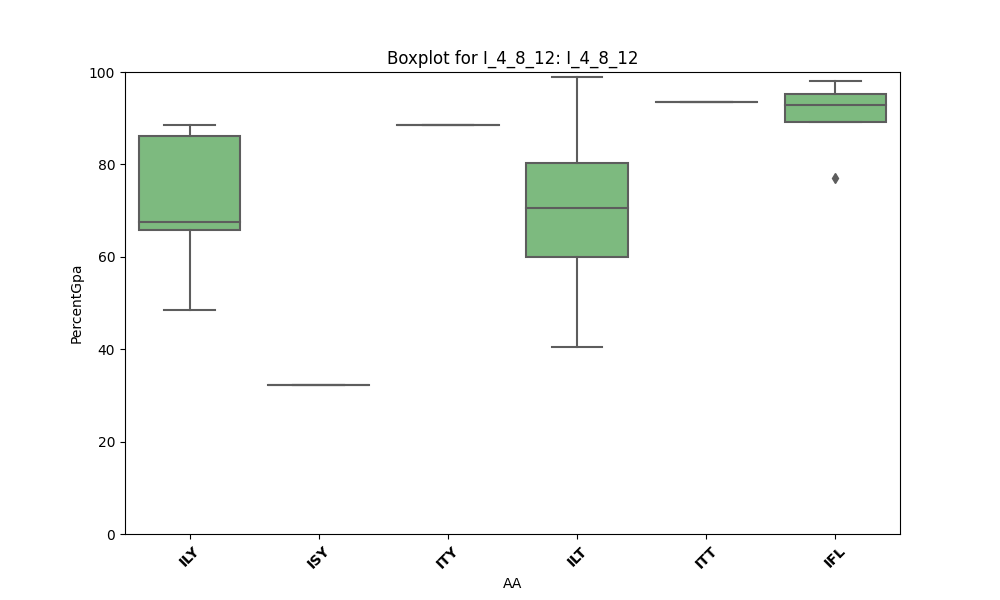 Boxplot for I_4_8_12: I_4_8_12
100
80
60
40
20
0
PercentGpa
ILY
ISY
ITY
ILT
ITT
IFL
AA